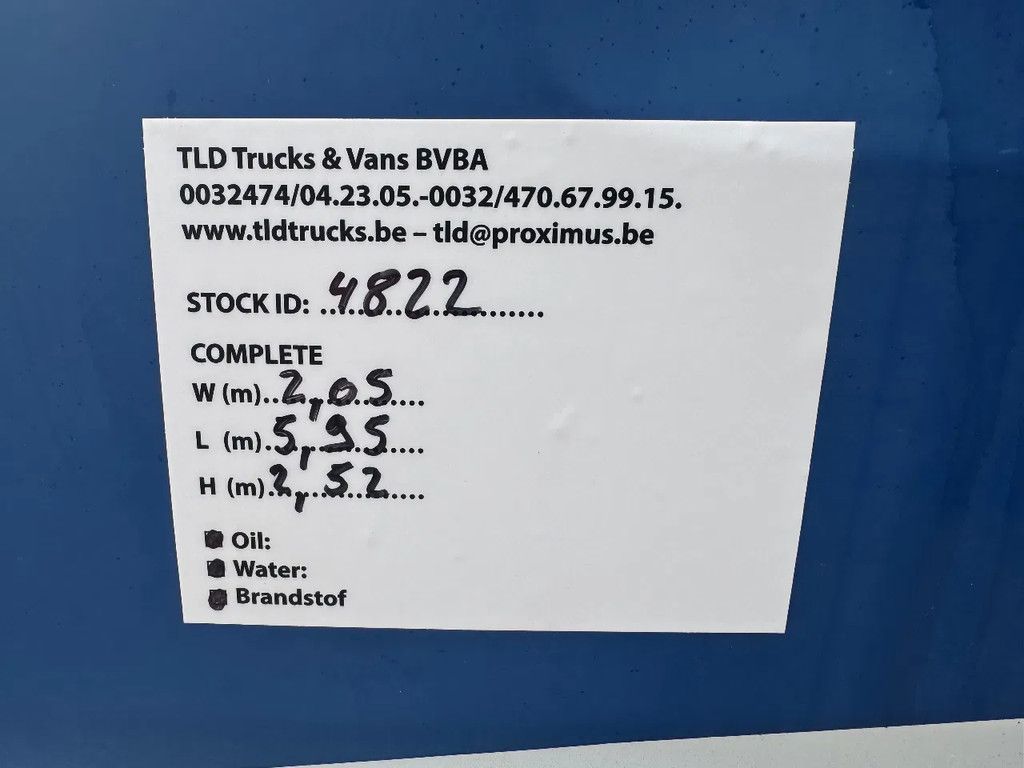 TLD Trucks & Vans BVBA
0032474/04.23.05.-0032/470.67.99.15.
www.tldtrucks.be – tld@proximus.be
STOCK ID: 4822
COMPLETE
W (m) 2,05
L (m) 5,95
H (m) 2,52
Oil:
Water:
Brandstof